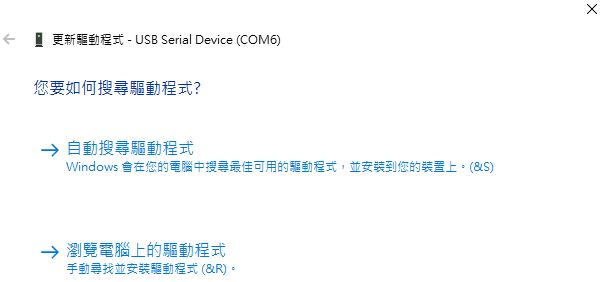 更新驅動程式 - USB Serial Device (COM6)
您要如何搜尋驅動程式?
自動搜尋驅動程式
Windows 會在您的電腦中搜尋最佳可用的驅動程式，並安裝到您的裝置上。(&S)
瀏覽電腦上的驅動程式
手動尋找並安裝驅動程式 (&R)。